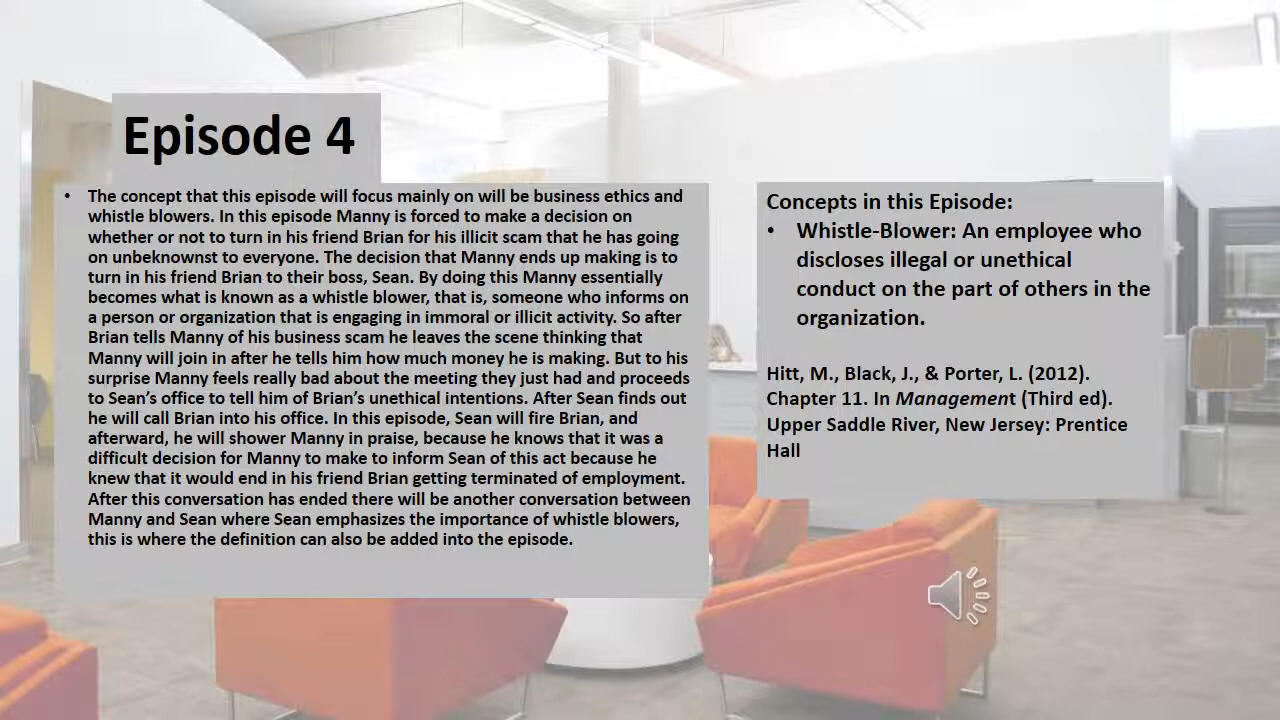 Episode 4
• The concept that this episode will focus mainly on will be business ethics and
whistle blowers. In this episode Manny is forced to make a decision on
whether or not to turn in his friend Brian for his illicit scam that he has going
on unbeknownst to everyone. The decision that Manny ends up making is to
turn in his friend Brian to their boss, Sean. By doing this Manny essentially
becomes what is known as a whistle blower, that is, someone who informs on
a person or organization that is engaging in immoral or illicit activity. So after
Brian tells Manny of his business scam he leaves the scene thinking that
Manny will join in after he tells him how much money he is making. But to his
surprise Manny feels really bad about the meeting they just had and proceeds
to Sean’s office to tell him of Brian’s unethical intentions. After Sean finds out
he will call Brian into his office. In this episode, Sean will fire Brian, and
afterward, he will shower Manny in praise, because he knows that it was a
difficult decision for Manny to make to inform Sean of this act because he
knew that it would end in his friend Brian getting terminated of employment.
After this conversation has ended there will be another conversation between
Manny and Sean where Sean emphasizes the importance of whistle blowers,
this is where the definition can also be added into the episode.
Concepts in this Episode:
• Whistle-Blower: An employee who
discloses illegal or unethical
conduct on the part of others in the
organization.
Hitt, M., Black, J., & Porter, L. (2012).
Chapter 11. In Management (Third ed).
Upper Saddle River, New Jersey: Prentice
Hall